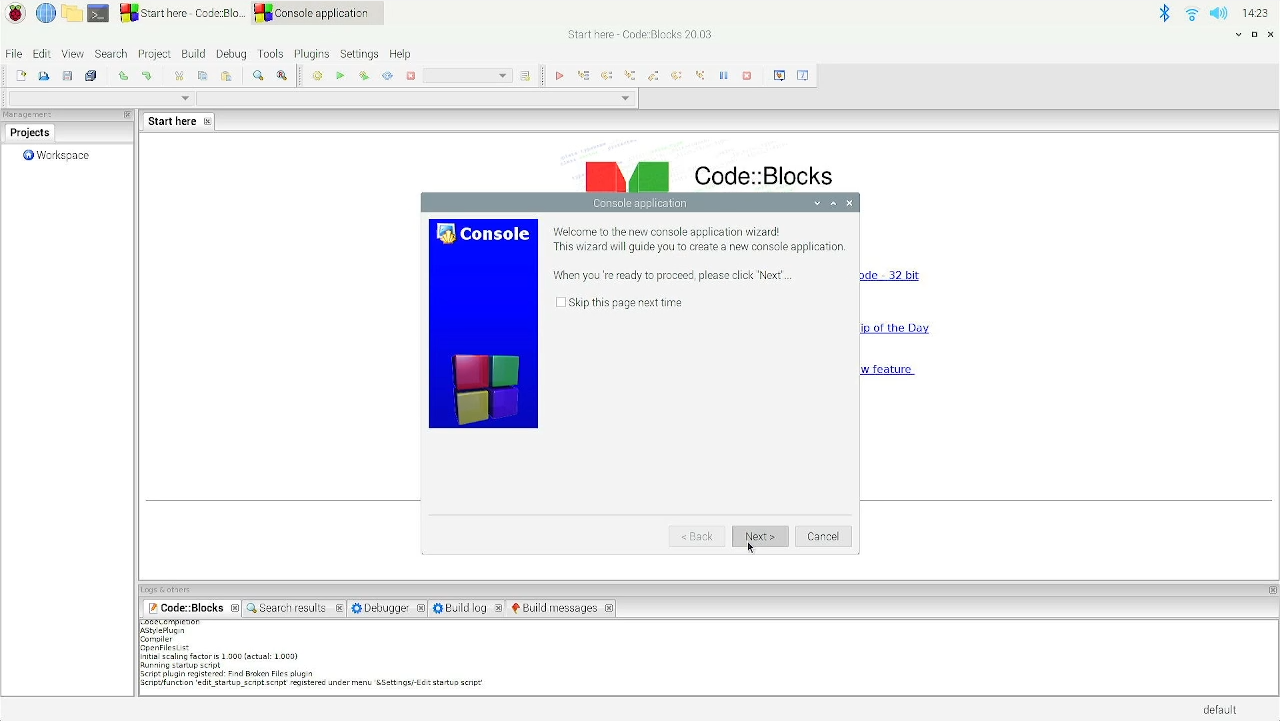 Start here - Code::Blo...
Console application
14:23
Start here - Code::Blocks 20.03
File Edit View Search Project Build Debug Tools Plugins Settings Help
Management
Start here
Projects
Workspace
Code::Blocks
Console application
Console
Welcome to the new console application wizard!
This wizard will guide you to create a new console application.
When you 're ready to proceed, please click 'Next'...
ode - 32 bit
Skip this page next time
ip of the Day
w feature
< Back Next > Cancel
Logs & others
Code::Blocks Search results Debugger Build log Build messages
CodeCompletion
AStylePlugin
Compiler
OpenFilesList
Initial scaling factor is 1.000 (actual: 1.000)
Running startup script
Script plugin registered: Find Broken Files plugin
Script/function 'edit_startup_script.script' registered under menu '&Settings/-Edit startup script'
default